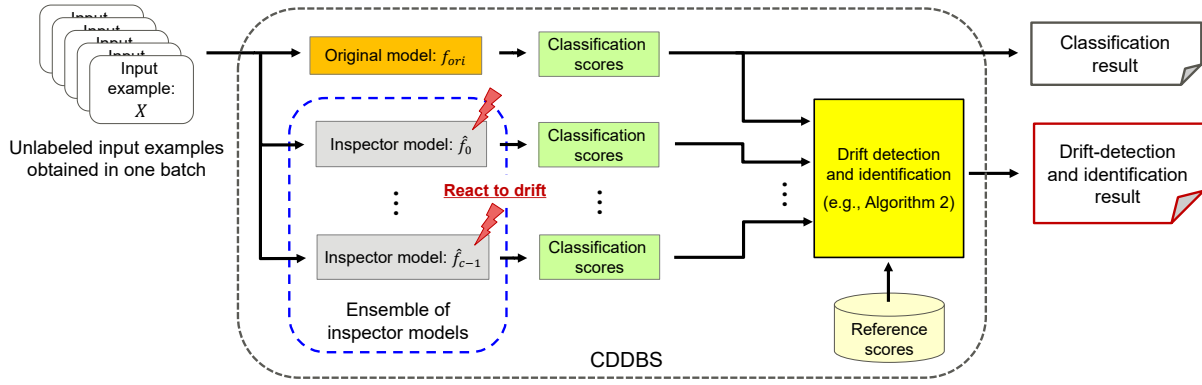 Input
Input
Input
Input
Input
example:
X
Unlabeled input examples
obtained in one batch
Original model: f_ori
Classification
scores
Inspector model: f̂_0
Classification
scores
React to drift
⋮
⋮
⋮
Inspector model: f̂_{c−1}
Classification
scores
Ensemble of
inspector models
Drift detection
and identification
(e.g., Algorithm 2)
Reference
scores
CDDBS
Classification
result
Drift-detection
and identification
result